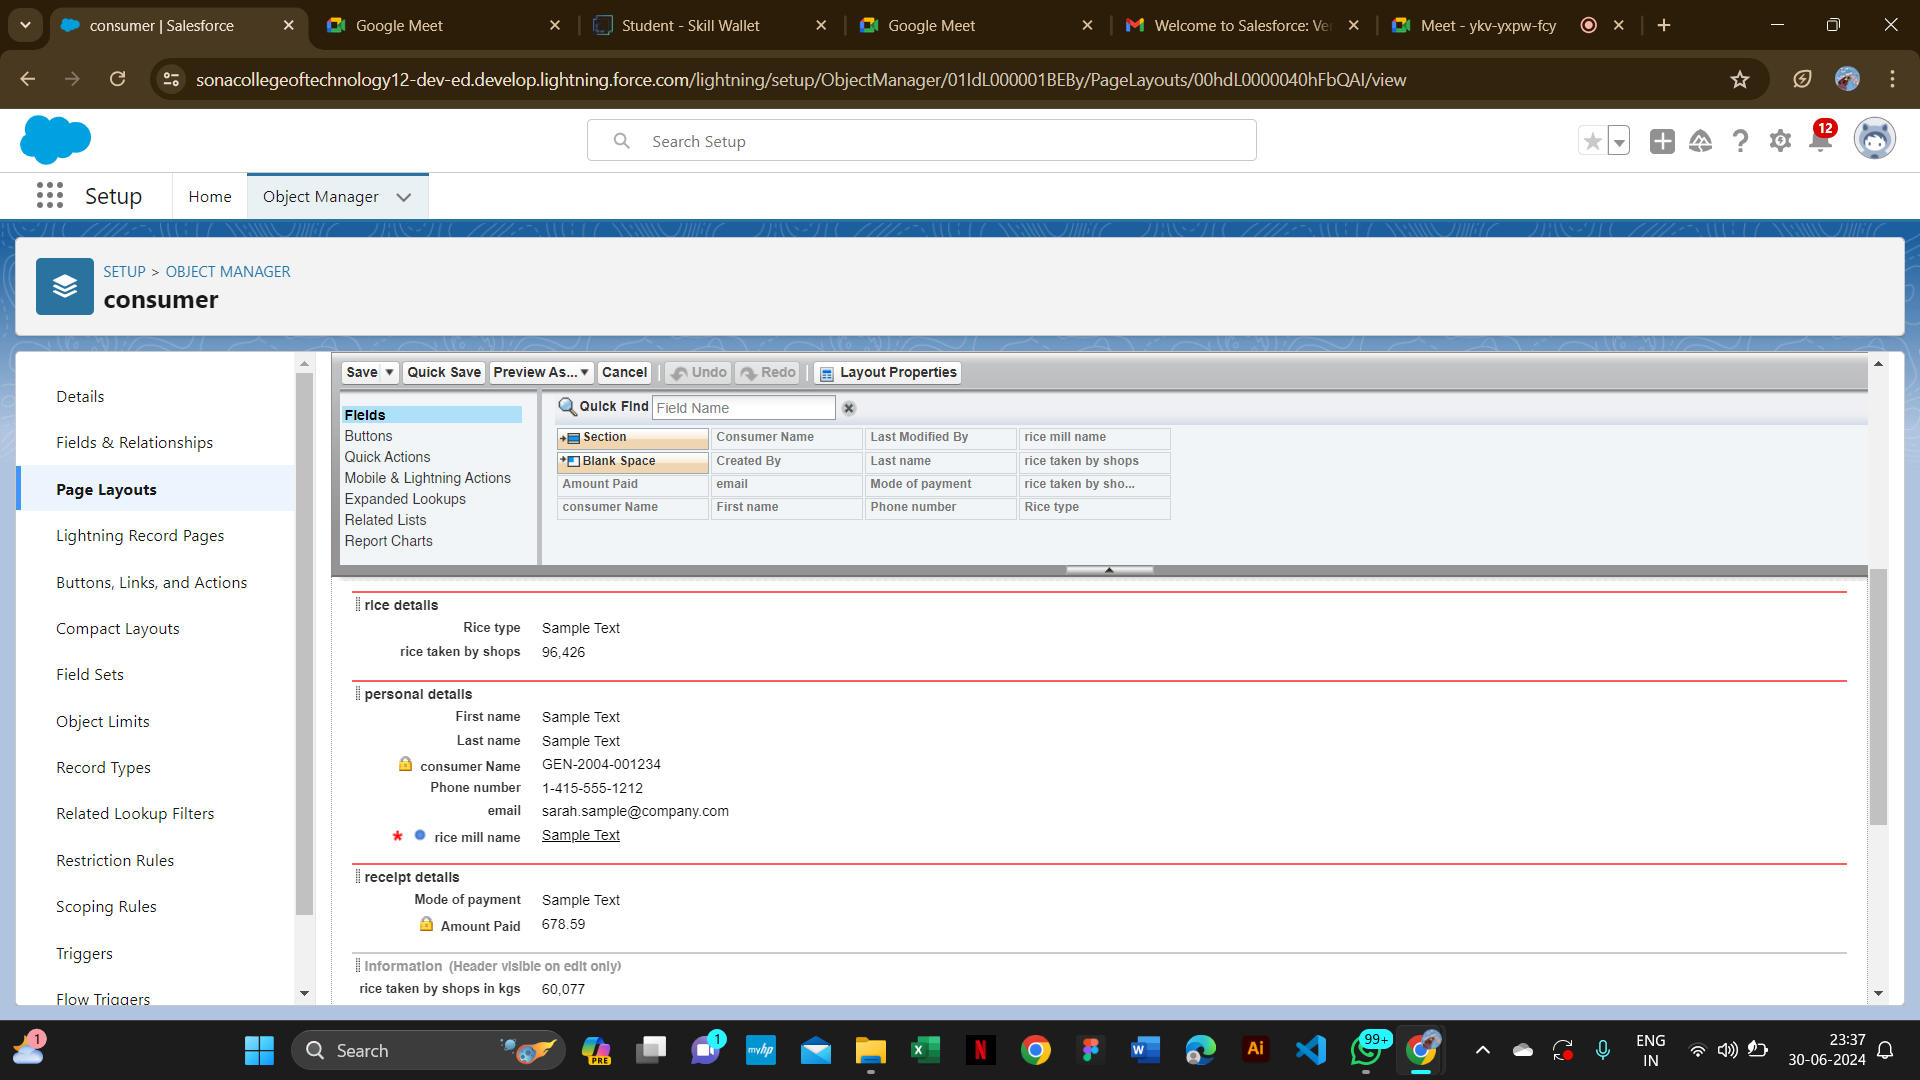 consumer | Salesforce
Google Meet
Student - Skill Wallet
Google Meet
Welcome to Salesforce: Ver
Meet - ykv-yxpw-fcy
sonacollegeoftechnology12-dev-ed.develop.lightning.force.com/lightning/setup/ObjectManager/01IdL000001BEBy/PageLayouts/00hdL0000040hFbQAI/view
Search Setup
12
Setup
Home
Object Manager
SETUP > OBJECT MANAGER
consumer
Details
Fields & Relationships
Page Layouts
Lightning Record Pages
Buttons, Links, and Actions
Compact Layouts
Field Sets
Object Limits
Record Types
Related Lookup Filters
Restriction Rules
Scoping Rules
Triggers
Flow Triggers
Save
Quick Save
Preview As...
Cancel
Undo
Redo
Layout Properties
Fields
Buttons
Quick Actions
Mobile & Lightning Actions
Expanded Lookups
Related Lists
Report Charts
Quick Find
Field Name
Section
Consumer Name
Last Modified By
rice mill name
Blank Space
Created By
Last name
rice taken by shops
Amount Paid
email
Mode of payment
rice taken by sho...
consumer Name
First name
Phone number
Rice type
rice details
Rice type Sample Text
rice taken by shops 96,426
personal details
First name Sample Text
Last name Sample Text
consumer Name GEN-2004-001234
Phone number 1-415-555-1212
email sarah.sample@company.com
* rice mill name Sample Text
receipt details
Mode of payment Sample Text
Amount Paid 678.59
Information (Header visible on edit only)
rice taken by shops in kgs 60,077
1
Search
PRE
1
myhp
N
W
Ai
99+
ENG
IN
23:37
30-06-2024